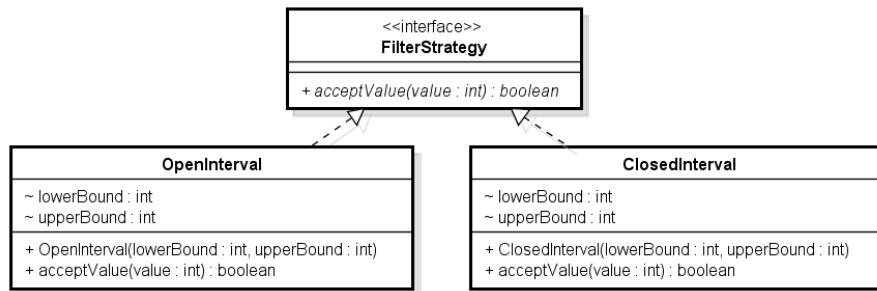 <<interface>>
FilterStrategy
+ acceptValue(value : int) : boolean
OpenInterval
~ lowerBound : int
~ upperBound : int
+ OpenInterval(lowerBound : int, upperBound : int)
+ acceptValue(value : int) : boolean
ClosedInterval
~ lowerBound : int
~ upperBound : int
+ ClosedInterval(lowerBound : int, upperBound : int)
+ acceptValue(value : int) : boolean